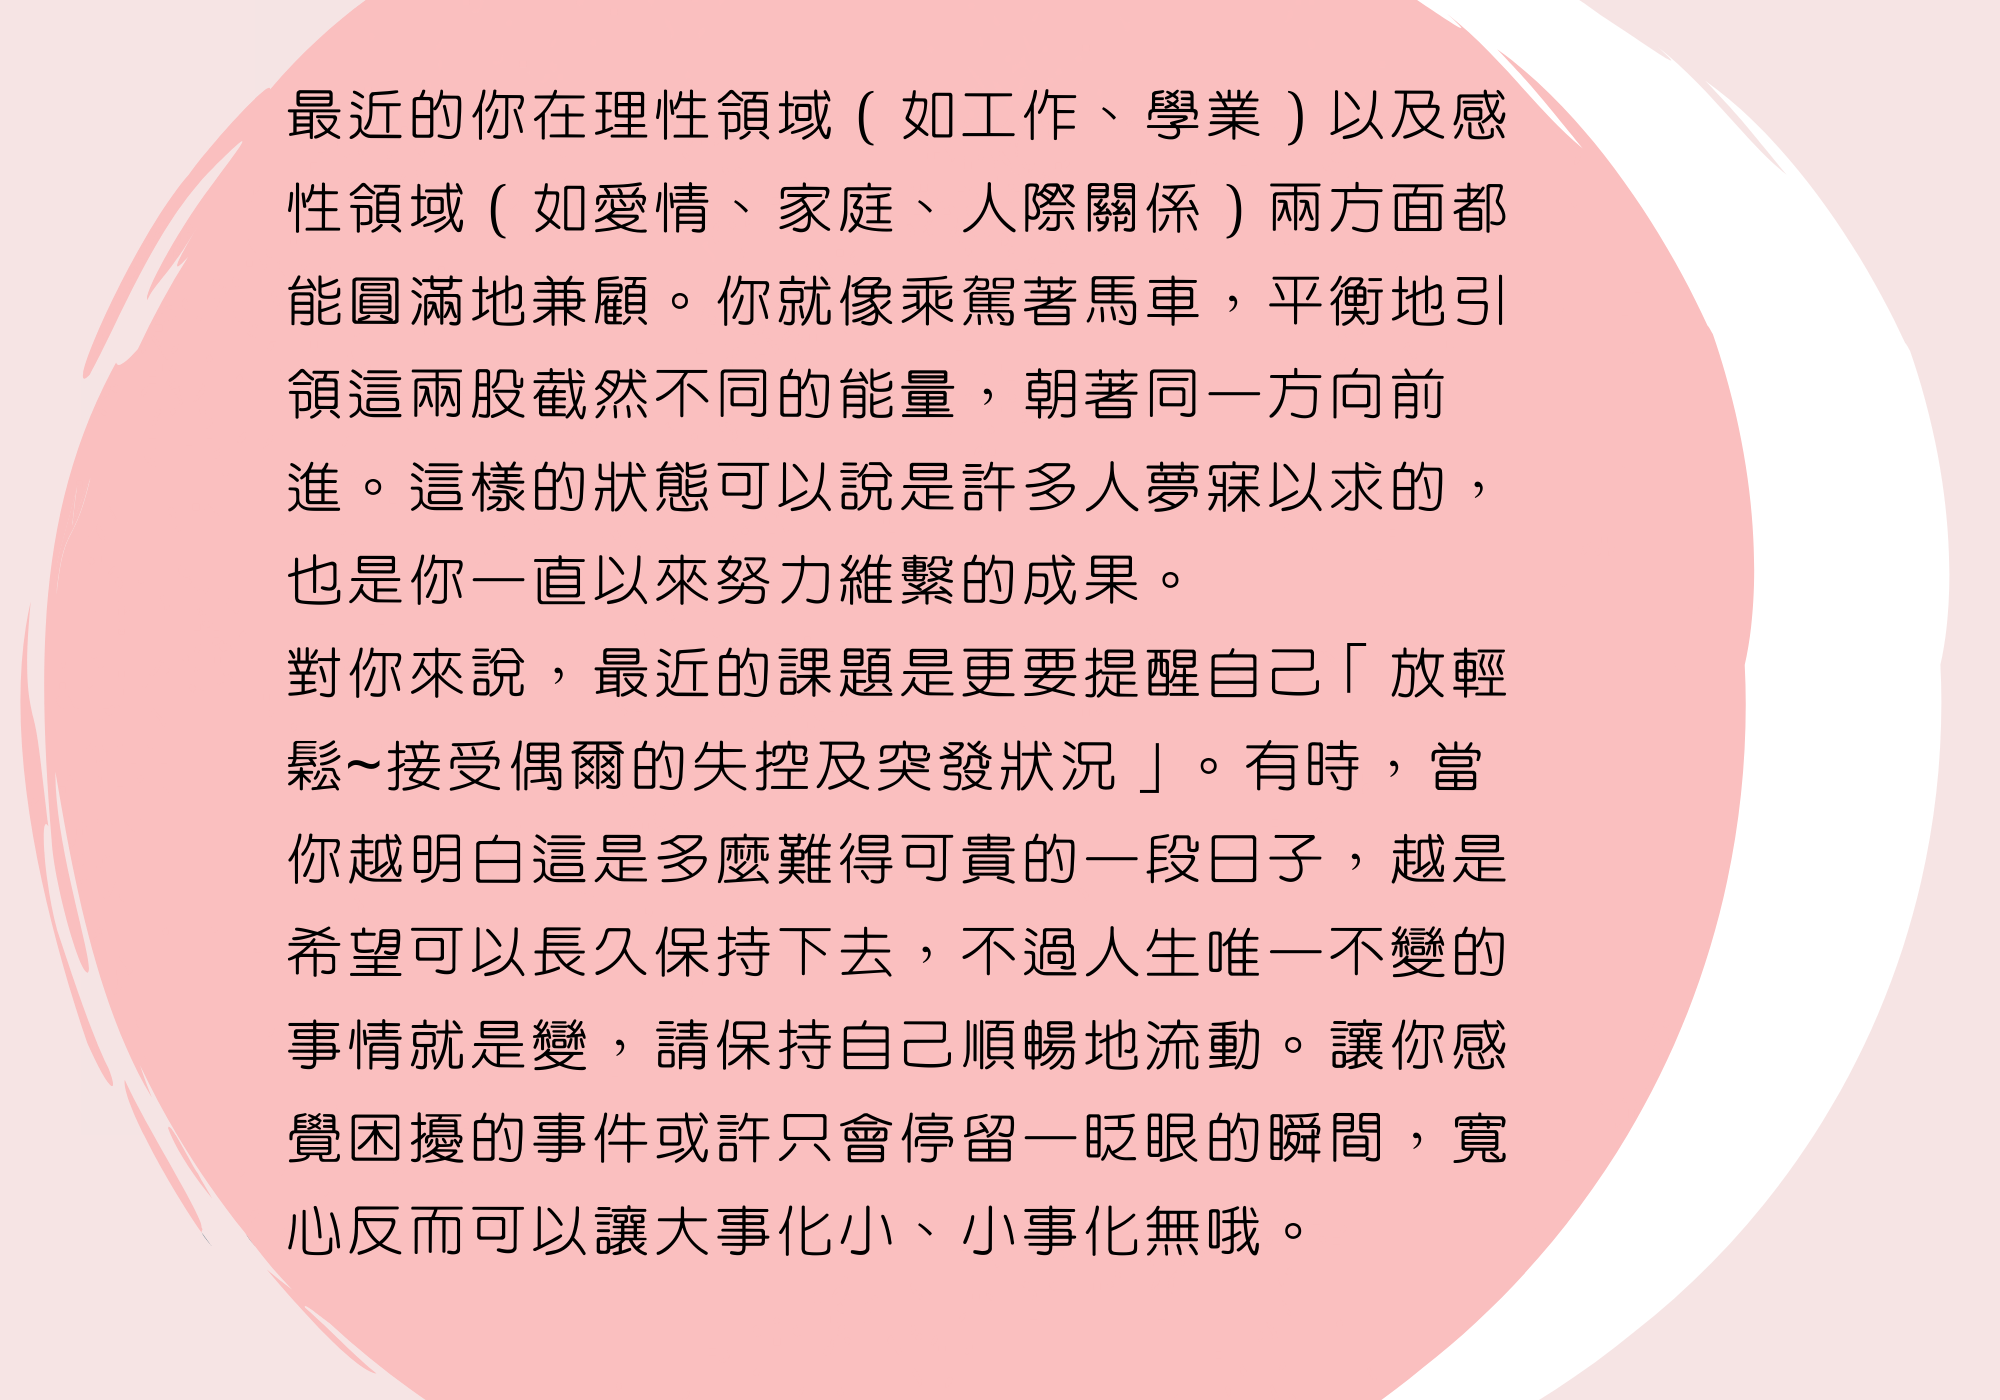 最近的你在理性領域（如工作、學業）以及感
性領域（如愛情、家庭、人際關係）兩方面都
能圓滿地兼顧。你就像乘駕著馬車，平衡地引
領這兩股截然不同的能量，朝著同一方向前
進。這樣的狀態可以說是許多人夢寐以求的，
也是你一直以來努力維繫的成果。
對你來說，最近的課題是更要提醒自己「放輕
鬆~接受偶爾的失控及突發狀況」。有時，當
你越明白這是多麼難得可貴的一段日子，越是
希望可以長久保持下去，不過人生唯一不變的
事情就是變，請保持自己順暢地流動。讓你感
覺困擾的事件或許只會停留一眨眼的瞬間，寬
心反而可以讓大事化小、小事化無哦。